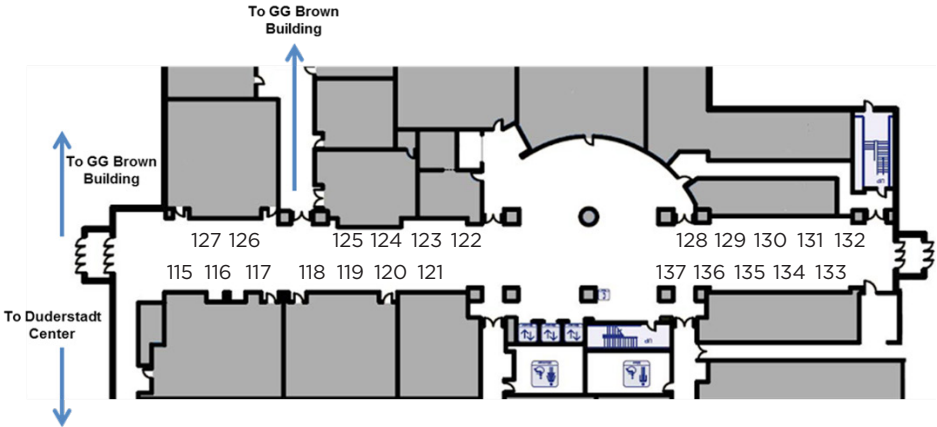 To GG Brown
Building
To GG Brown
Building
127 126 125 124 123 122 128 129 130 131 132
115 116 117 118 119 120 121 137 136 135 134 133
To Duderstadt
Center